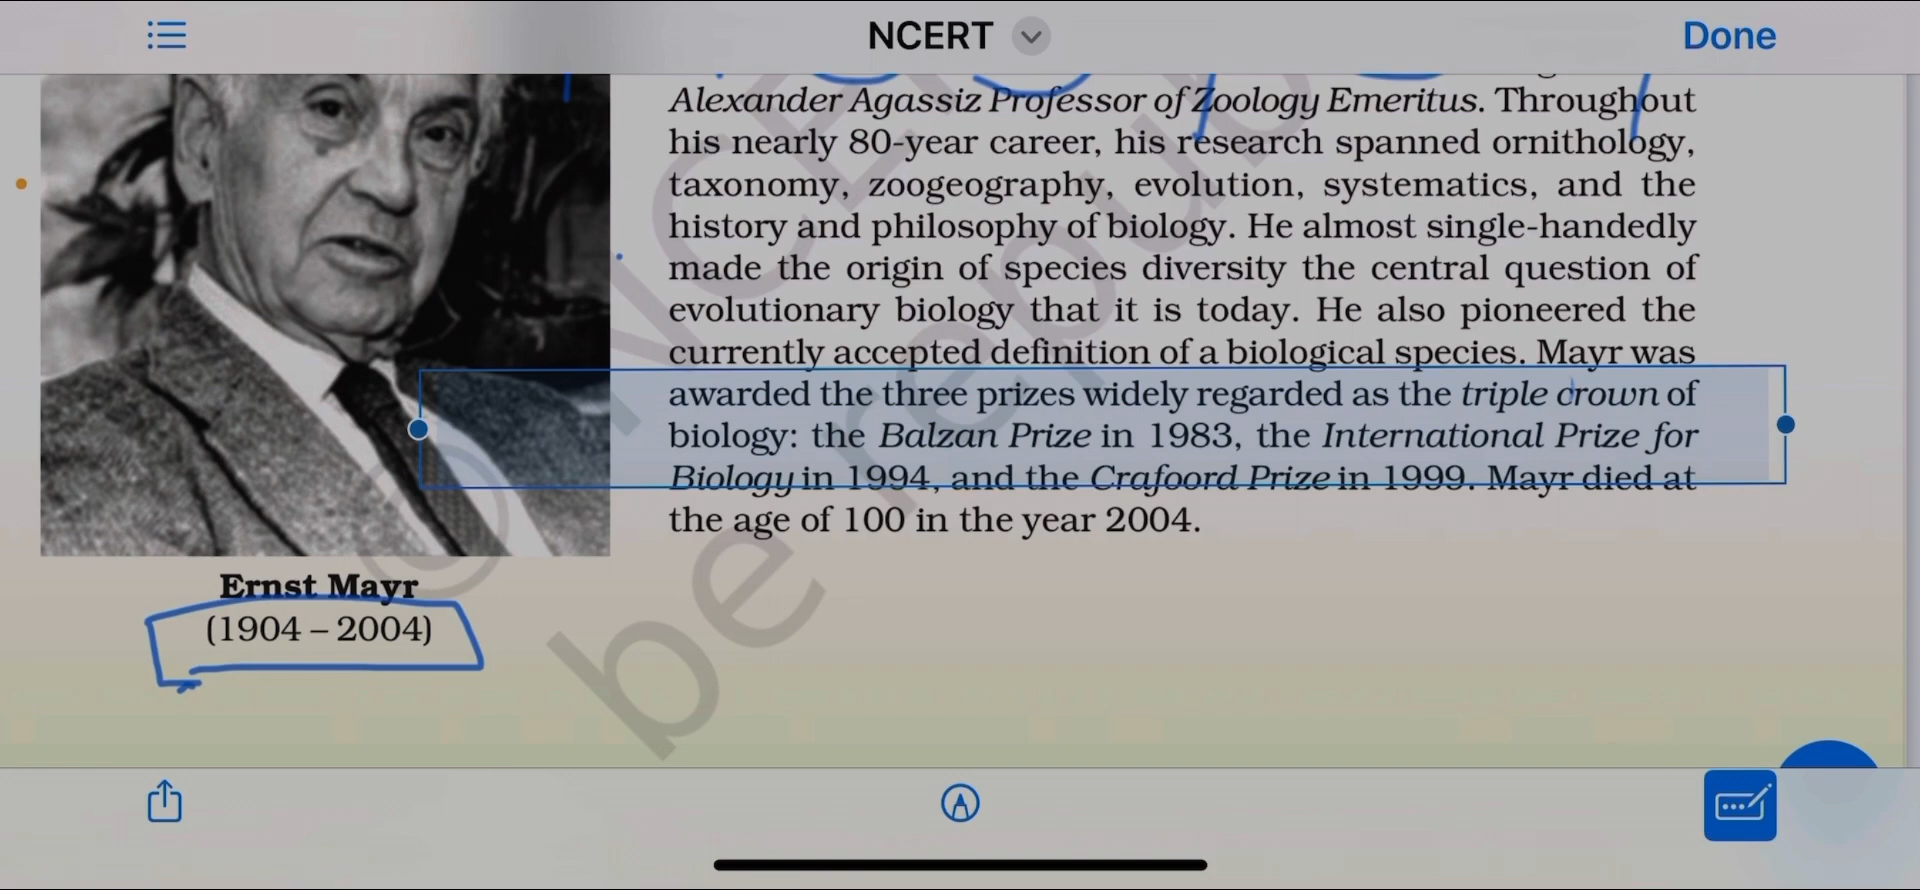 NCERT
Done
Alexander Agassiz Professor of Zoology Emeritus. Throughout
his nearly 80-year career, his research spanned ornithology,
taxonomy, zoogeography, evolution, systematics, and the
history and philosophy of biology. He almost single-handedly
made the origin of species diversity the central question of
evolutionary biology that it is today. He also pioneered the
currently accepted definition of a biological species. Mayr was
awarded the three prizes widely regarded as the triple crown of
biology: the Balzan Prize in 1983, the International Prize for
Biology in 1994, and the Crafoord Prize in 1999. Mayr died at
the age of 100 in the year 2004.
Ernst Mayr
(1904 – 2004)
© NCE
be repub